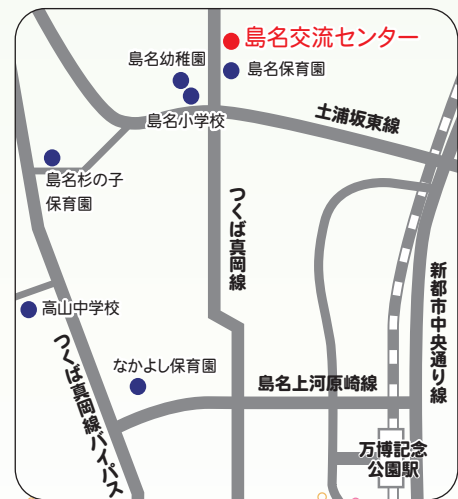 島名交流センター
島名幼稚園
島名保育園
島名小学校
土浦坂東線
島名杉の子
保育園
つくば真岡線
新都市中央通り線
高山中学校
つくば真岡線バイパス
なかよし保育園
島名上河原崎線
万博記念
公園駅